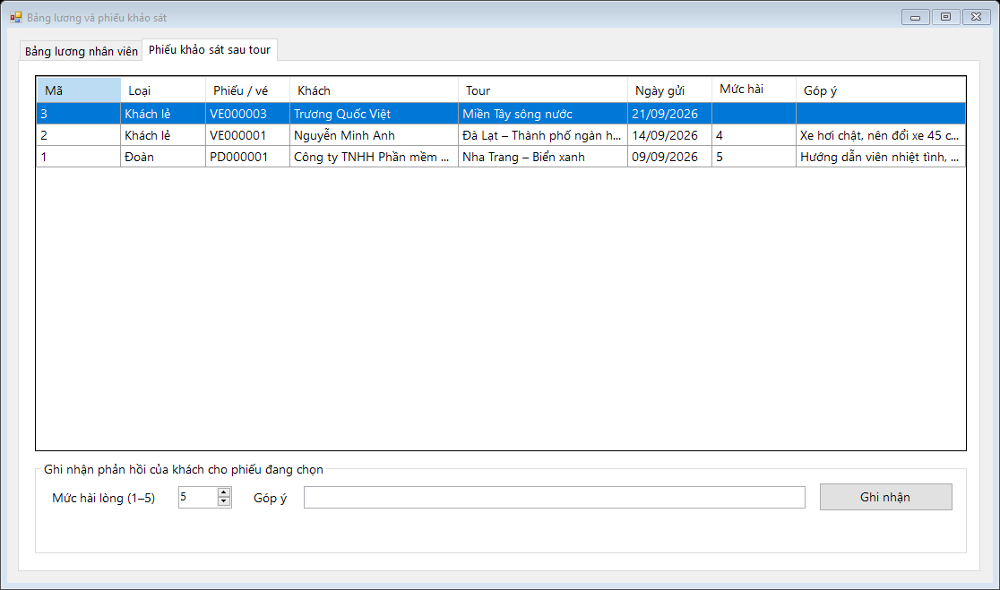 Bảng lương và phiếu khảo sát
Bảng lương nhân viên Phiếu khảo sát sau tour
Mã Loại Phiếu / vé Khách Tour Ngày gửi Mức hài Góp ý
3 Khách lẻ VE000003 Trương Quốc Việt Miền Tây sông nước 21/09/2026
2 Khách lẻ VE000001 Nguyễn Minh Anh Đà Lạt – Thành phố ngàn h... 14/09/2026 4 Xe hơi chật, nên đổi xe 45 c...
1 Đoàn PD000001 Công ty TNHH Phần mềm ... Nha Trang – Biển xanh 09/09/2026 5 Hướng dẫn viên nhiệt tình, ...
Ghi nhận phản hồi của khách cho phiếu đang chọn
Mức hài lòng (1–5) 5 Góp ý Ghi nhận